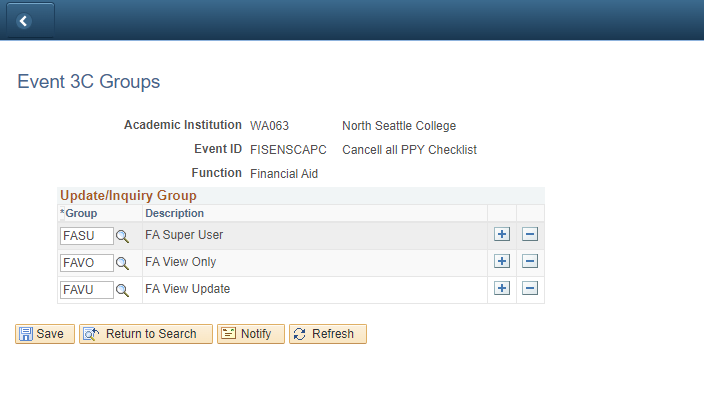 Event 3C Groups
Academic Institution WA063 North Seattle College
Event ID FISENSCAPC Cancell all PPY Checklist
Function Financial Aid
Update/Inquiry Group
*Group Description
FASU FA Super User
FAVO FA View Only
FAVU FA View Update
Save Return to Search Notify Refresh